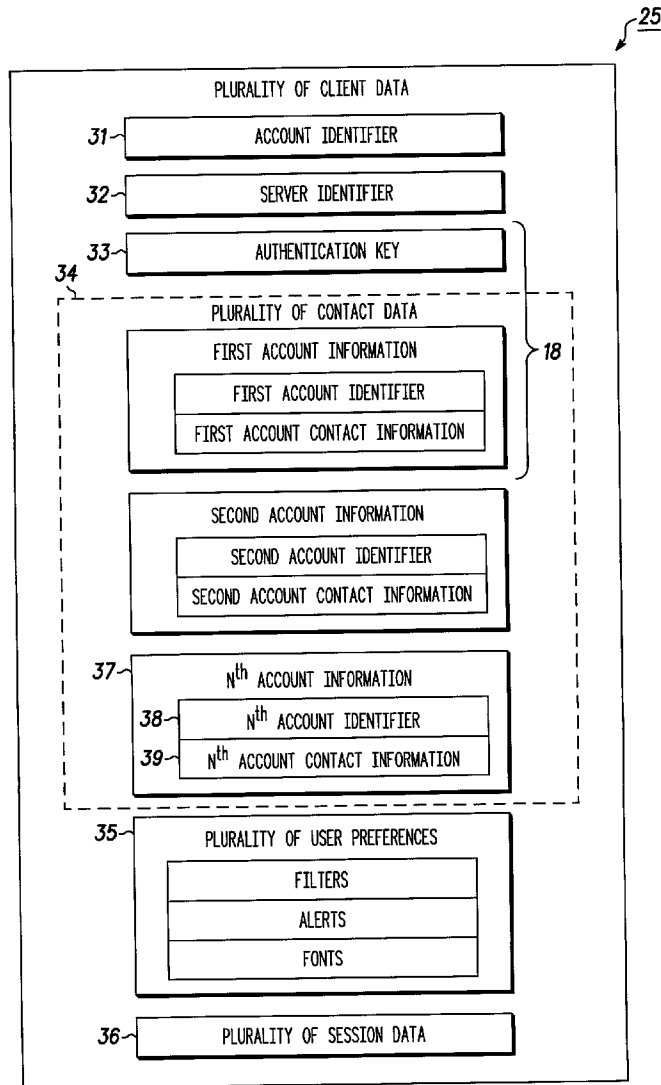 25
PLURALITY OF CLIENT DATA
31 ACCOUNT IDENTIFIER
32 SERVER IDENTIFIER
33 AUTHENTICATION KEY
34
PLURALITY OF CONTACT DATA
FIRST ACCOUNT INFORMATION
18
FIRST ACCOUNT IDENTIFIER
FIRST ACCOUNT CONTACT INFORMATION
SECOND ACCOUNT INFORMATION
SECOND ACCOUNT IDENTIFIER
SECOND ACCOUNT CONTACT INFORMATION
37 Nth ACCOUNT INFORMATION
38 Nth ACCOUNT IDENTIFIER
39 Nth ACCOUNT CONTACT INFORMATION
35 PLURALITY OF USER PREFERENCES
FILTERS
ALERTS
FONTS
36 PLURALITY OF SESSION DATA